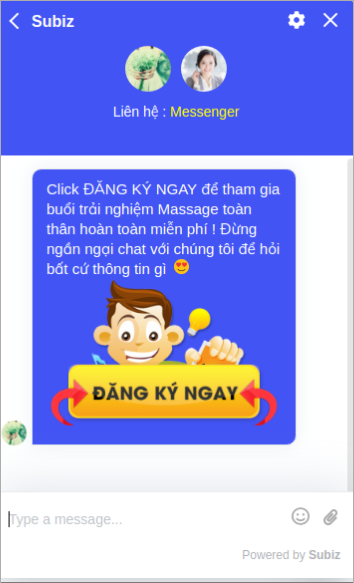 Subiz
Liên hệ : Messenger
Click ĐĂNG KÝ NGAY để tham gia
buổi trải nghiệm Massage toàn
thân hoàn toàn miễn phí ! Đừng
ngần ngại chat với chúng tôi để hỏi
bất cứ thông tin gì 😍
ĐĂNG KÝ NGAY
Type a message...
Powered by Subiz